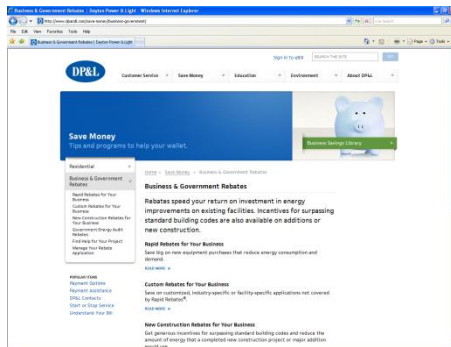 Business & Government Rebates | Dayton Power & Light - Windows Internet Explorer
File Edit View Favorites Tools Help
Business & Government Rebates | Dayton Power & Light
Page Tools
Sign in to
SEARCH THE SITE
DP&L
Customer Service
Save Money
Education
Environment
About DP&L
Save Money
Tips and programs to help your wallet.
Business Savings Library
Residential
Business & Government
Rebates
Rapid Rebates for Your
Business
Custom Rebates for Your
Business
New Construction Rebates for
Your Business
Government Energy Audit
Rebates
Find Help for Your Project
Manage Your Rebate
Application
POPULAR ITEMS
Payment Options
Payment Assistance
DP&L Contacts
Start or Stop Service
Understand Your Bill
Home » Save Money » Business & Government Rebates
Business & Government Rebates
Rebates speed your return on investment in energy
improvements on existing facilities. Incentives for surpassing
standard building codes are also available on additions or
new construction.
Rapid Rebates for Your Business
Save big on new equipment purchases that reduce energy consumption and
demand.
READ MORE »
Custom Rebates for Your Business
Save on customized, industry-specific or facility-specific applications not covered
by Rapid Rebates®.
READ MORE »
New Construction Rebates for Your Business
Get generous incentives for surpassing standard building codes and reduce the
amount of energy that a completed new construction project or major addition
would use.